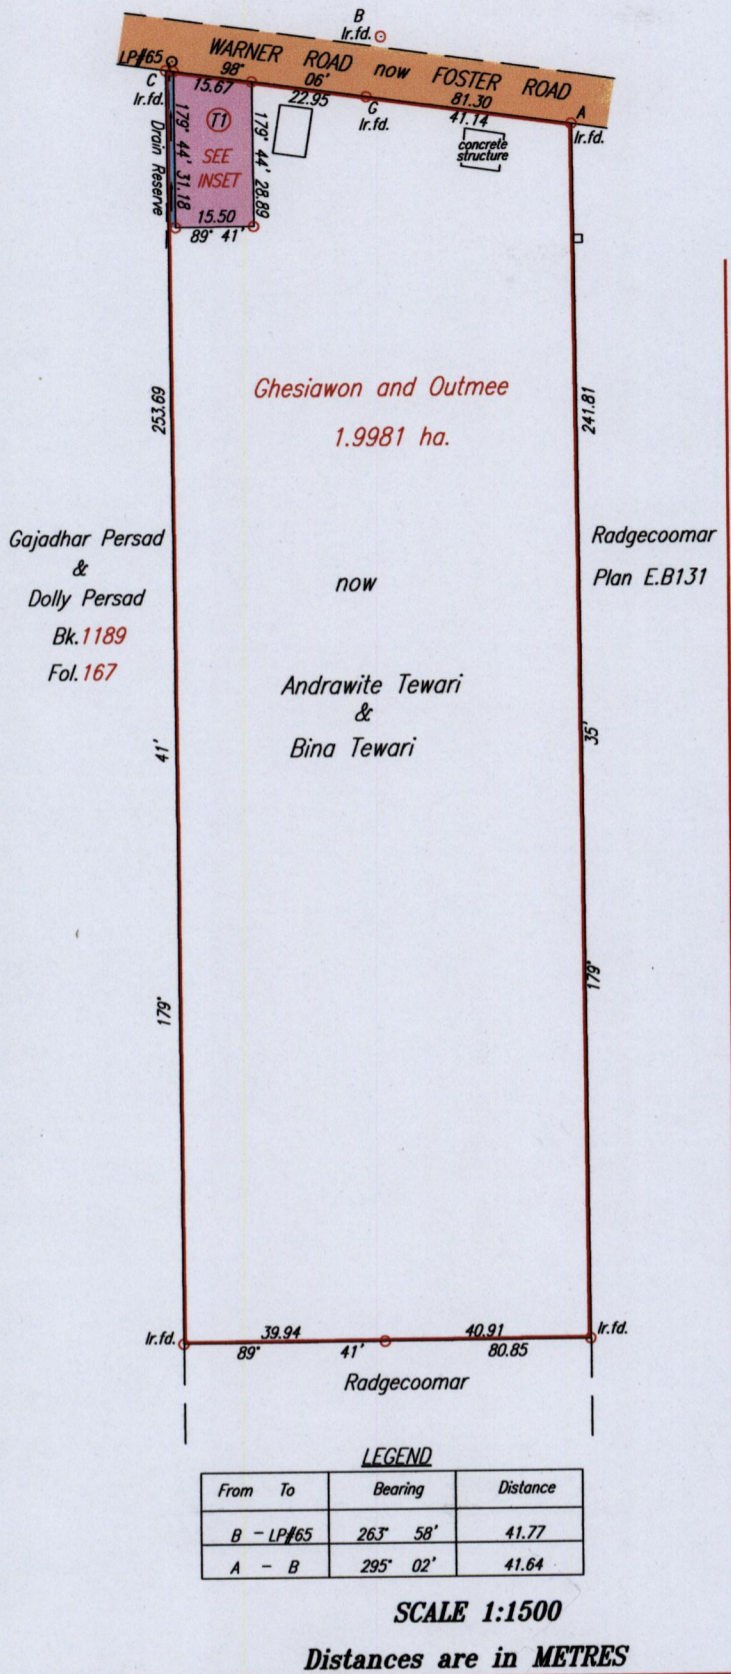 B
Ir.fd.
LP#65
WARNER ROAD now FOSTER ROAD
C
Ir.fd.
98° 06'
15.67
22.95
G
Ir.fd.
81.30
41.14
A
Ir.fd.
concrete
structure
T1
SEE
INSET
179° 44' 31.18
179° 44' 28.89
Drain Reserve
15.50
89° 41'
253.69
41'
179°
241.81
35'
179°
Ghesiawon and Outmee
1.9981 ha.
now
Andrawite Tewari
&
Bina Tewari
Gajadhar Persad
&
Dolly Persad
Bk.1189
Fol.167
Radgecoomar
Plan E.B131
Ir.fd.
39.94
40.91
Ir.fd.
89° 41'
80.85
Radgecoomar
LEGEND
From To Bearing Distance
B - LP#65 263° 58' 41.77
A - B 295° 02' 41.64
SCALE 1:1500
Distances are in METRES